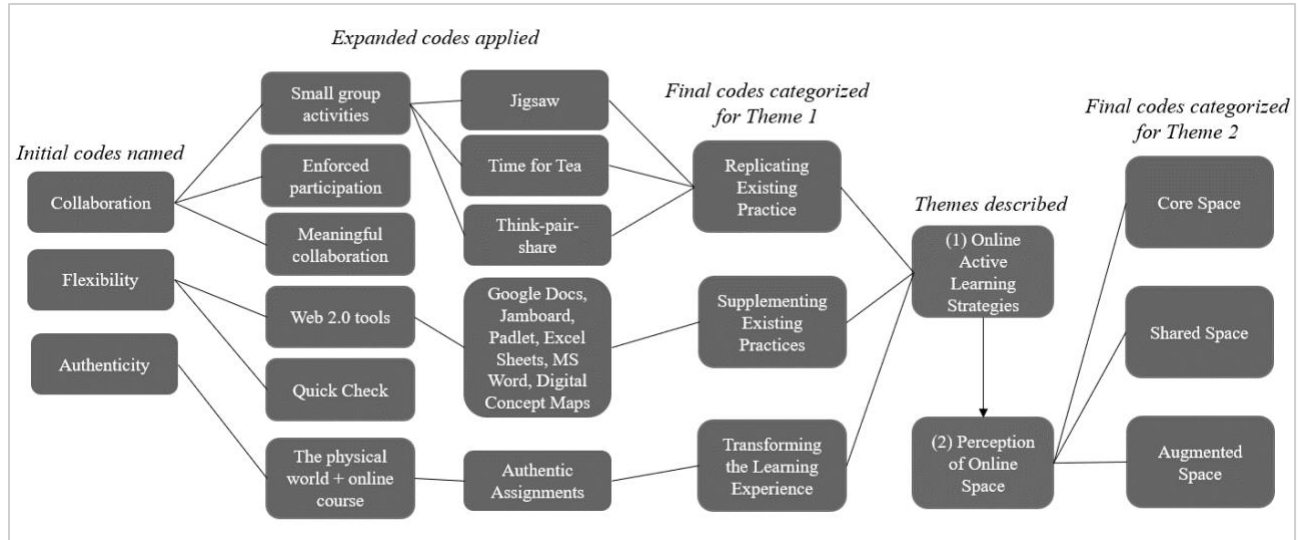 Expanded codes applied
Initial codes named
Collaboration
Flexibility
Authenticity
Small group
activities
Enforced
participation
Meaningful
collaboration
Web 2.0 tools
Quick Check
The physical
world + online
course
Jigsaw
Time for Tea
Think-pair-
share
Google Docs,
Jamboard,
Padlet, Excel
Sheets, MS
Word, Digital
Concept Maps
Authentic
Assignments
Final codes categorized
for Theme 1
Replicating
Existing
Practice
Supplementing
Existing
Practices
Transforming
the Learning
Experience
Themes described
(1) Online
Active
Learning
Strategies
(2) Perception
of Online
Space
Final codes categorized
for Theme 2
Core Space
Shared Space
Augmented
Space